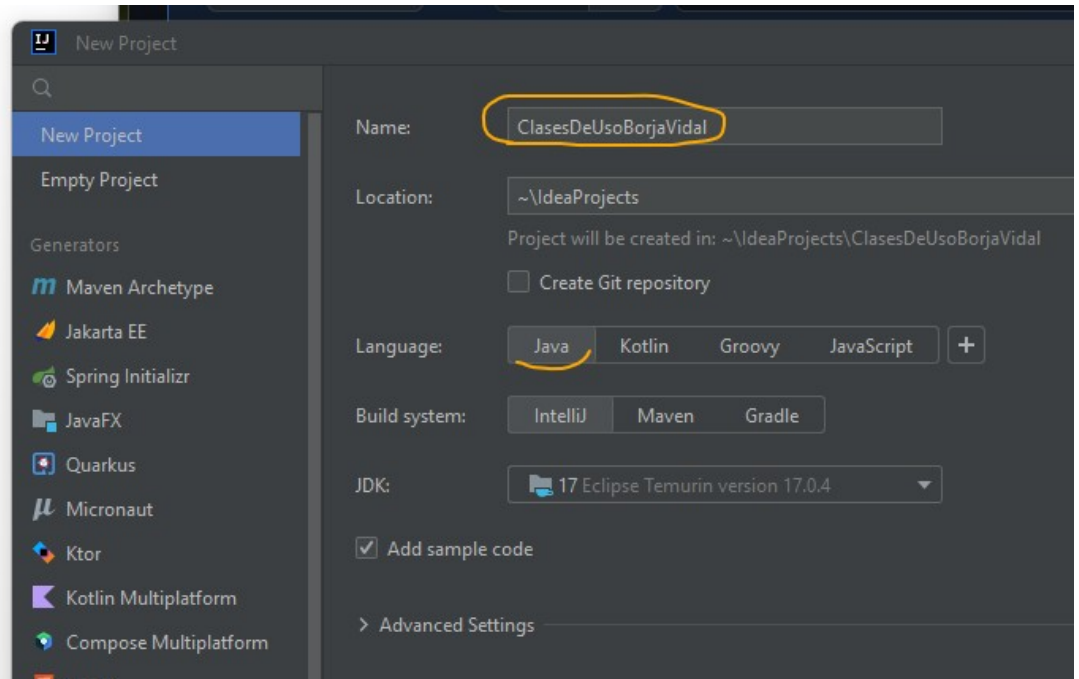 New Project
New Project
Empty Project
Generators
Maven Archetype
Jakarta EE
Spring Initializr
JavaFX
Quarkus
Micronaut
Ktor
Kotlin Multiplatform
Compose Multiplatform
Name: ClasesDeUsoBorjaVidal
Location: ~\IdeaProjects
Project will be created in: ~\IdeaProjects\ClasesDeUsoBorjaVidal
Create Git repository
Language: Java Kotlin Groovy JavaScript +
Build system: IntelliJ Maven Gradle
JDK: 17 Eclipse Temurin version 17.0.4
Add sample code
Advanced Settings